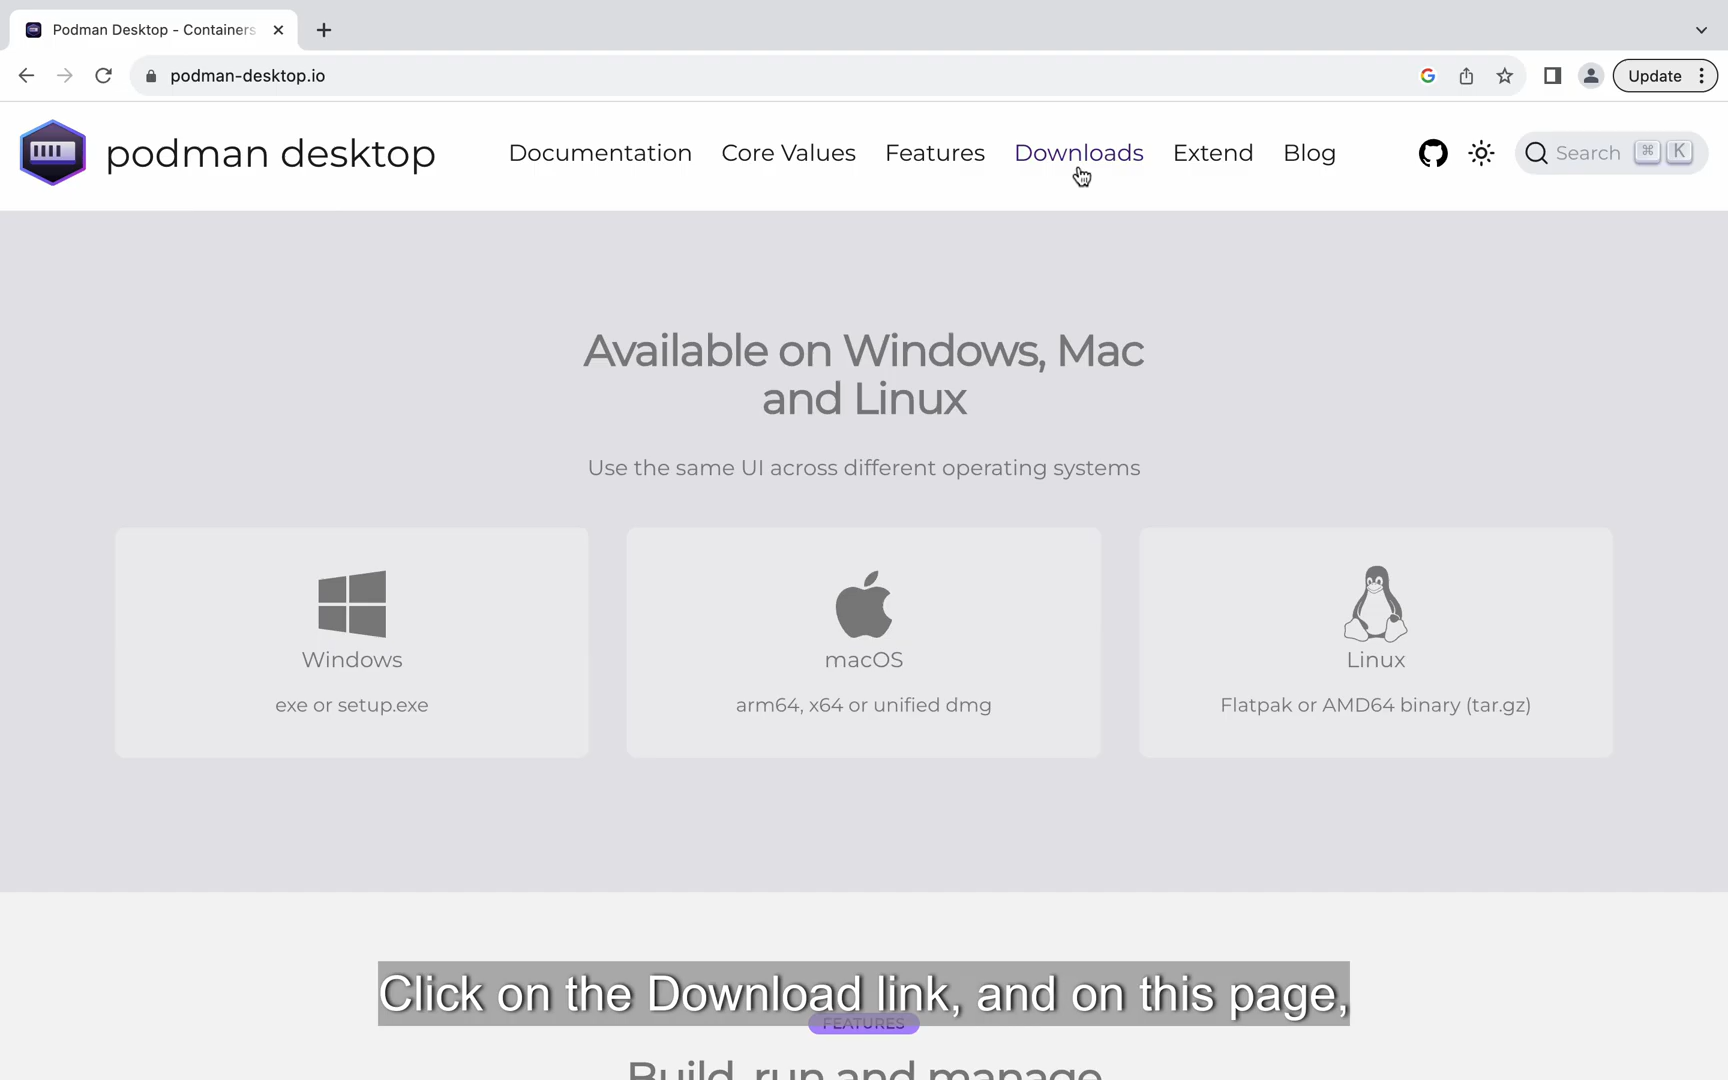 Podman Desktop - Containers
podman-desktop.io
Update
podman desktop
Documentation
Core Values
Features
Downloads
Extend
Blog
Search
⌘ K
Available on Windows, Mac
and Linux
Use the same UI across different operating systems
Windows
exe or setup.exe
macOS
arm64, x64 or unified dmg
Linux
Flatpak or AMD64 binary (tar.gz)
Click on the Download link, and on this page,
FEATURES
Build, run and manage